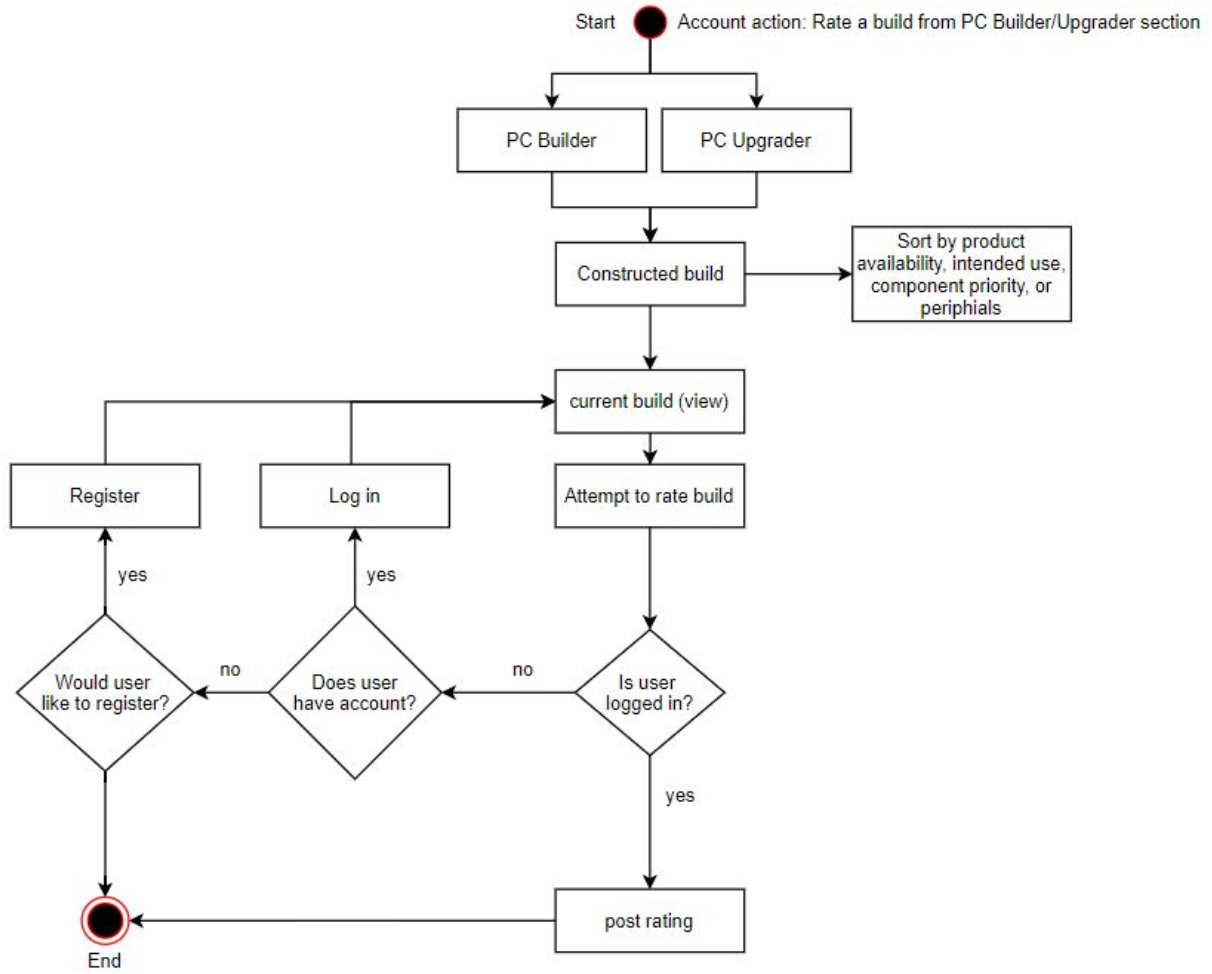 Start
Account action: Rate a build from PC Builder/Upgrader section
PC Builder
PC Upgrader
Constructed build
Sort by product
availability, intended use,
component priority, or
periphials
current build (view)
Register
Log in
Attempt to rate build
yes
yes
Would user
like to register?
no
Does user
have account?
no
Is user
logged in?
yes
post rating
End